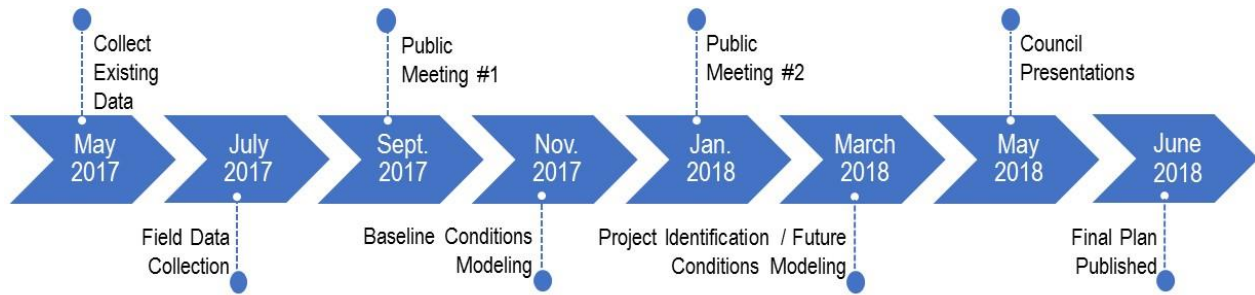 Collect
Existing
Data
Public
Meeting #1
Public
Meeting #2
Council
Presentations
May
2017
July
2017
Sept.
2017
Nov.
2017
Jan.
2018
March
2018
May
2018
June
2018
Field Data
Collection
Baseline Conditions
Modeling
Project Identification / Future
Conditions Modeling
Final Plan
Published